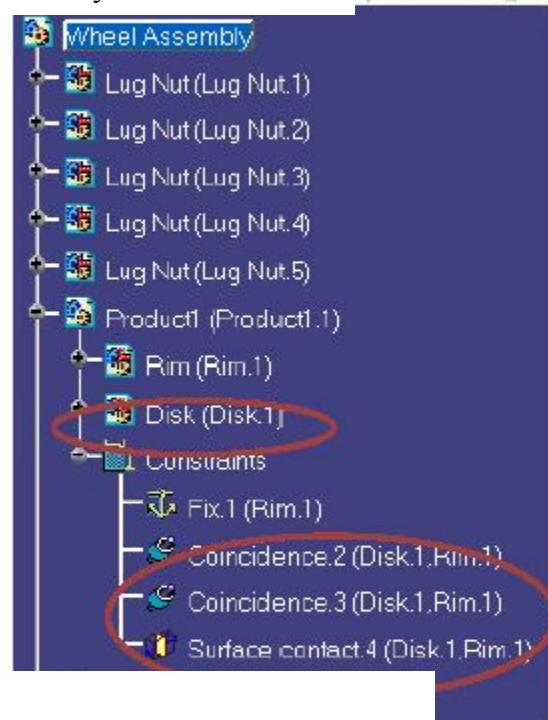 Wheel Assembly
Lug Nut (Lug Nut.1)
Lug Nut (Lug Nut.2)
Lug Nut (Lug Nut.3)
Lug Nut (Lug Nut.4)
Lug Nut (Lug Nut.5)
Product1 (Product1.1)
Rim (Rim.1)
Disk (Disk.1)
Constraints
Fix.1 (Rim.1)
Coincidence.2 (Disk.1,Rim.1)
Coincidence.3 (Disk.1,Rim.1)
Surface contact.4 (Disk.1,Rim.1)